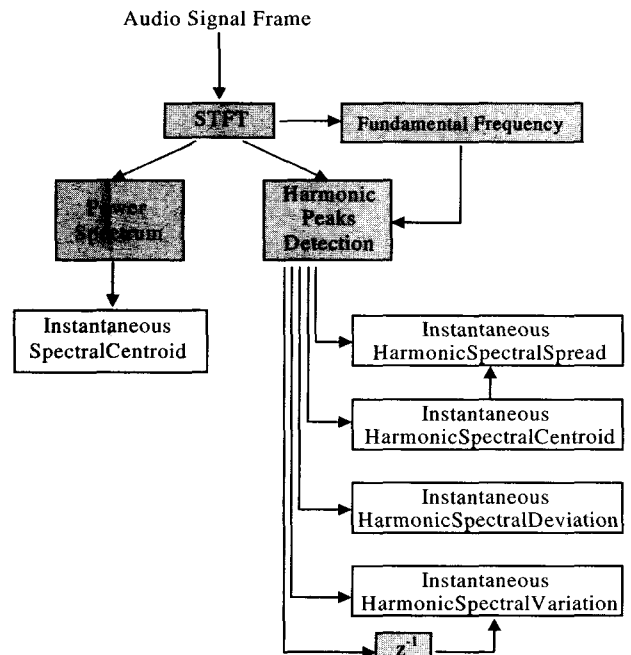 Audio Signal Frame
STFT
Fundamental Frequency
Power
Spectrum
Harmonic
Peaks
Detection
Instantaneous
SpectralCentroid
Instantaneous
HarmonicSpectralSpread
Instantaneous
HarmonicSpectralCentroid
Instantaneous
HarmonicSpectralDeviation
Instantaneous
HarmonicSpectralVariation
z⁻¹